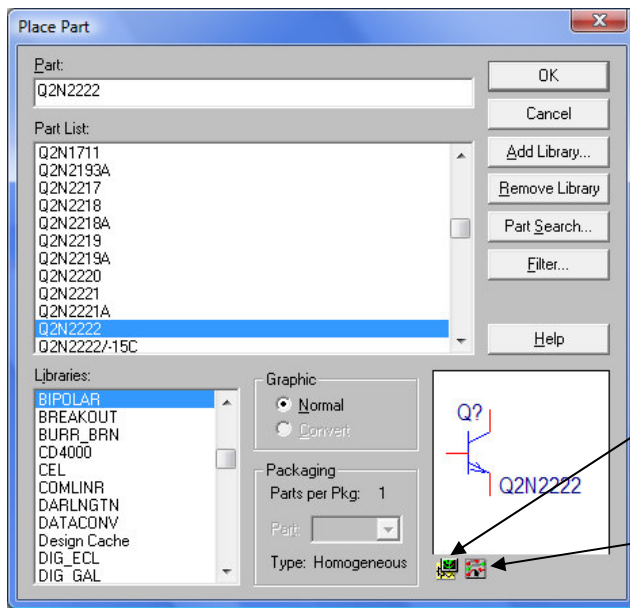 Place Part
Part:
Q2N2222
Part List:
Q2N1711
Q2N2193A
Q2N2217
Q2N2218
Q2N2218A
Q2N2219
Q2N2219A
Q2N2220
Q2N2221
Q2N2221A
Q2N2222
Q2N2222/-15C
OK
Cancel
Add Library...
Remove Library
Part Search...
Filter...
Help
Libraries:
BIPOLAR
BREAKOUT
BURR_BRN
CD4000
CEL
COMLINR
DARLNGTN
DATACONV
Design Cache
DIG_ECL
DIG_GAL
Graphic
Normal
Convert
Packaging
Parts per Pkg: 1
Part:
Type: Homogeneous
Q?
Q2N2222